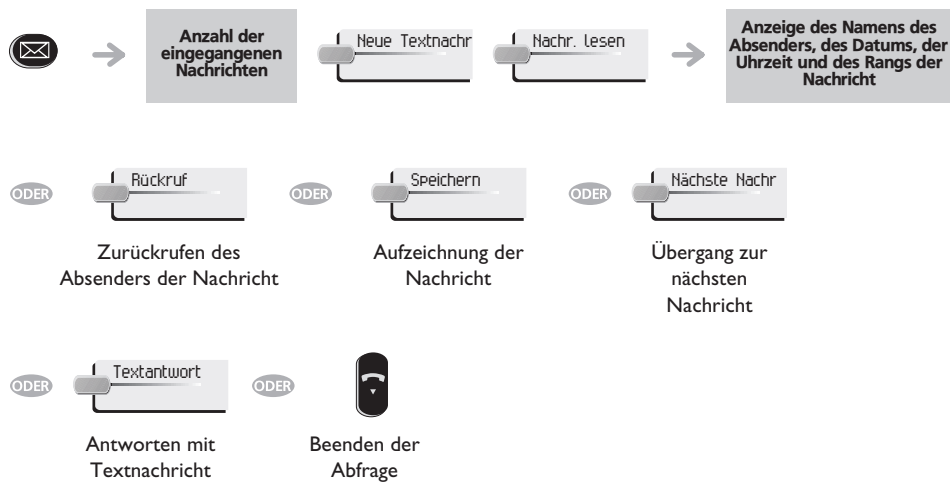 Anzahl der
eingegangenen
Nachrichten
Neue Textnachr
Nachr. lesen
Anzeige des Namens des
Absenders, des Datums, der
Uhrzeit und des Rangs der
Nachricht
ODER
Rückruf
Zurückrufen des
Absenders der Nachricht
ODER
Speichern
Aufzeichnung der
Nachricht
ODER
Nächste Nachr
Übergang zur
nächsten
Nachricht
ODER
Textantwort
Antworten mit
Textnachricht
ODER
Beenden der
Abfrage